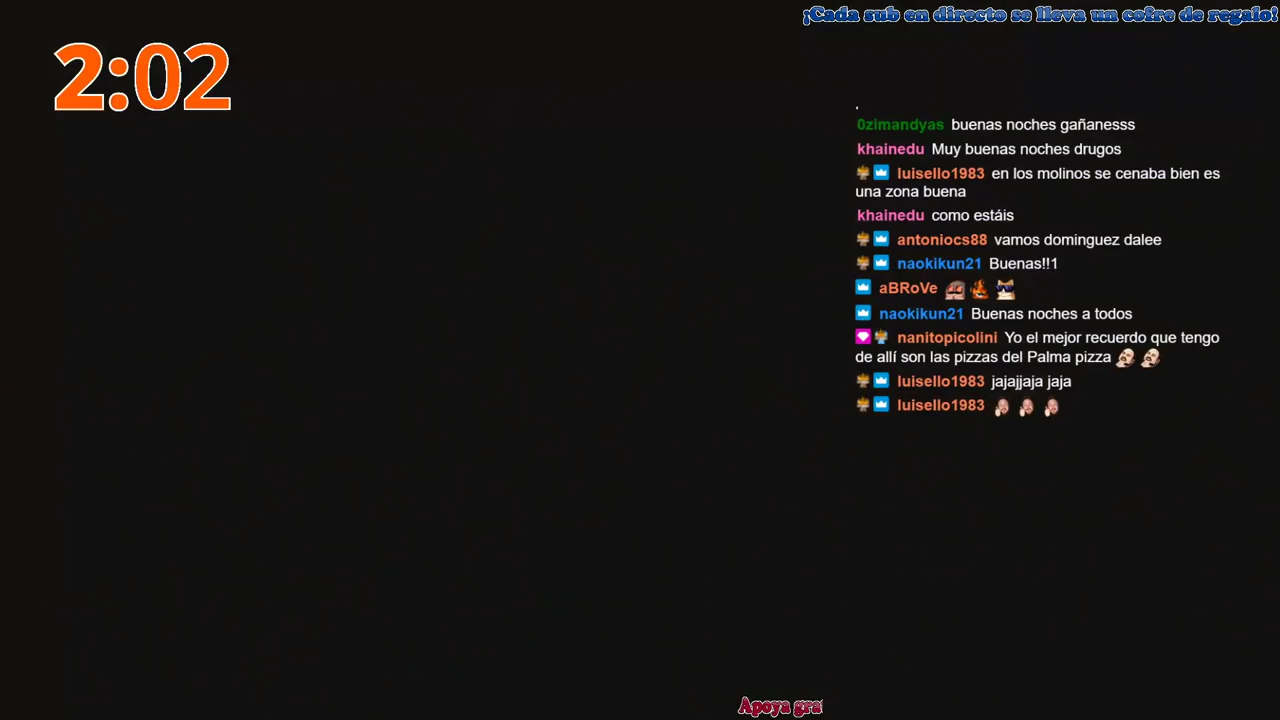 ¡Cada sub en directo se lleva un cofre de regalo!
2:02
.
0zimandyas buenas noches gañanesss
khainedu Muy buenas noches drugos
luisello1983 en los molinos se cenaba bien es
una zona buena
khainedu como estáis
antoniocs88 vamos dominguez dalee
naokikun21 Buenas!!1
aBRoVe
naokikun21 Buenas noches a todos
nanitopicolini Yo el mejor recuerdo que tengo
de allí son las pizzas del Palma pizza
luisello1983 jajajjaja jaja
luisello1983
Apoya gra